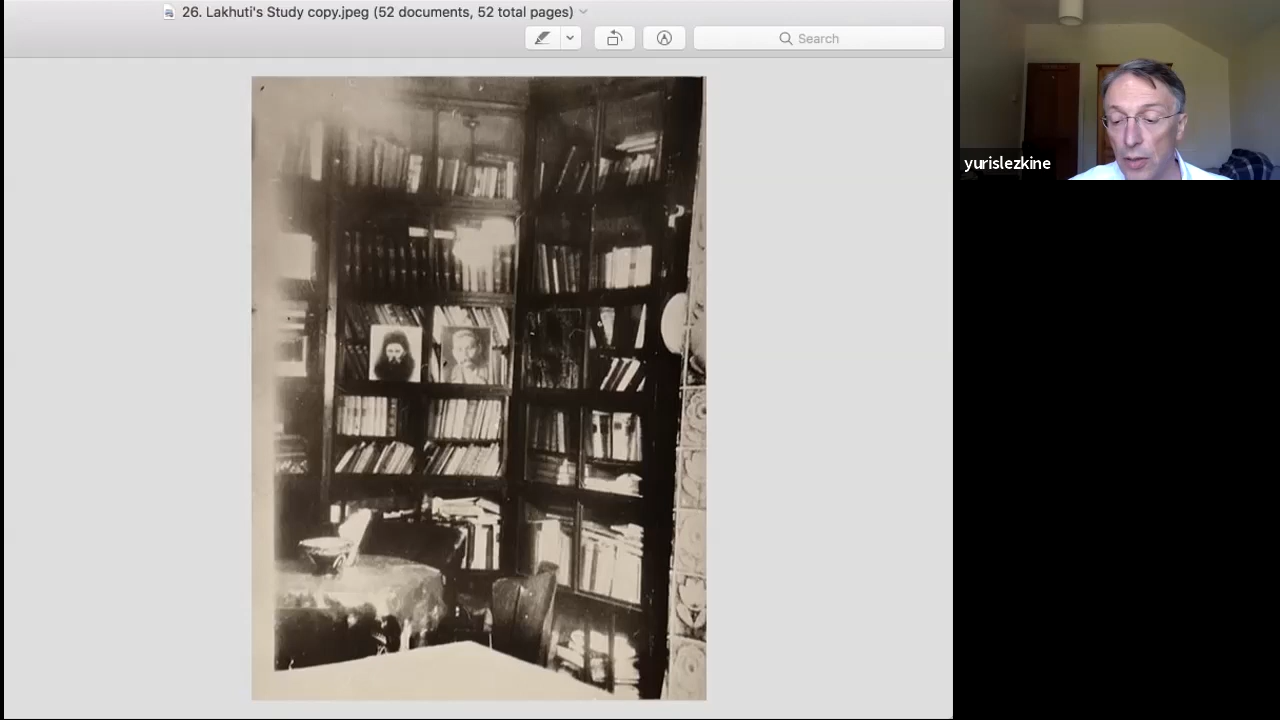 26. Lakhuti's Study copy.jpeg (52 documents, 52 total pages)
Search
yurislezkine